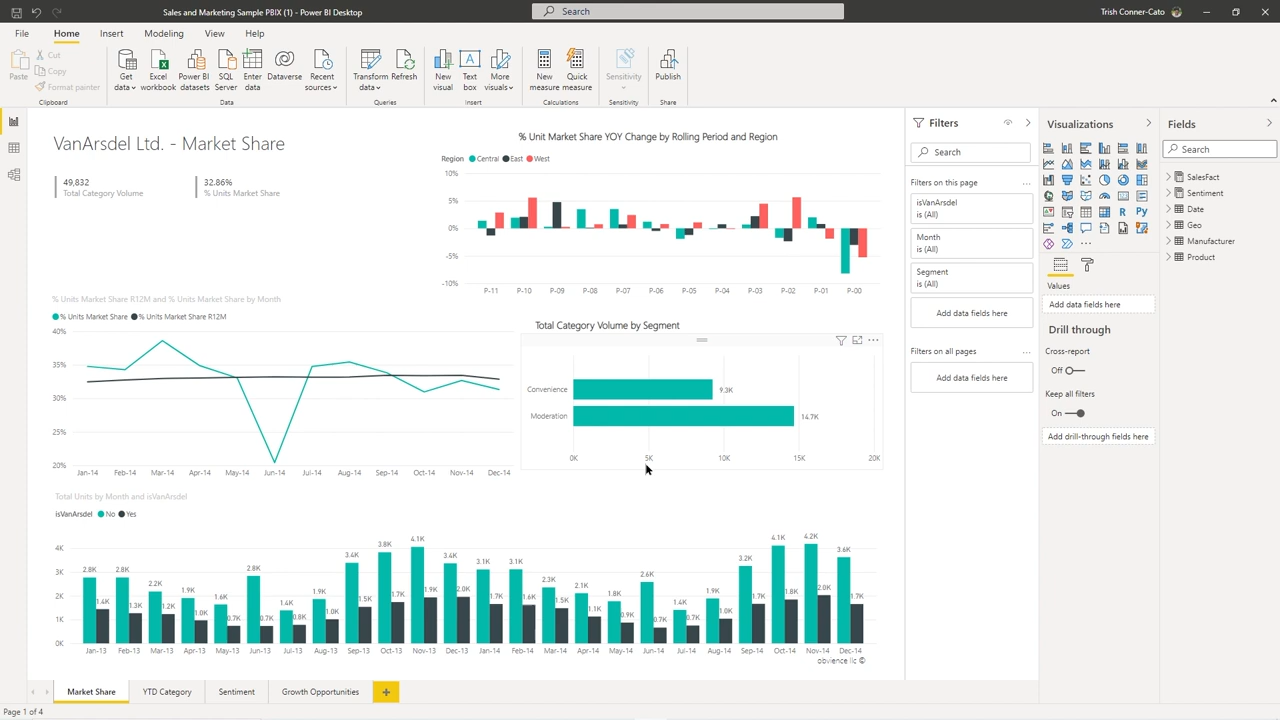 Sales and Marketing Sample PBIX (1) - Power BI Desktop
Search
Trish Conner-Cato
File Home Insert Modeling View Help
Paste
Cut
Copy
Format painter
Clipboard
Get data
Excel workbook
Power BI datasets
SQL Server
Enter data
Dataverse
Recent sources
Data
Transform data
Refresh
Queries
New visual
Text box
More visuals
Insert
New measure
Quick measure
Calculations
Sensitivity
Sensitivity
Publish
Share
VanArsdel Ltd. - Market Share
49,832
Total Category Volume
32.86%
% Units Market Share
% Unit Market Share YOY Change by Rolling Period and Region
Region Central East West
10%
5%
0%
-5%
-10%
P-11 P-10 P-09 P-08 P-07 P-06 P-05 P-04 P-03 P-02 P-01 P-00
% Units Market Share R12M and % Units Market Share by Month
% Units Market Share % Units Market Share R12M
40%
35%
30%
25%
20%
Jan-14 Feb-14 Mar-14 Apr-14 May-14 Jun-14 Jul-14 Aug-14 Sep-14 Oct-14 Nov-14 Dec-14
Total Category Volume by Segment
Convenience 9.3K
Moderation 14.7K
0K 5K 10K 15K 20K
Total Units by Month and isVanArsdel
isVanArsdel No Yes
4K
3K
2K
1K
0K
2.8K 1.4K 2.8K 1.3K 2.2K 1.2K 1.9K 1.0K 1.6K 0.7K 2.8K 0.7K 1.4K 0.8K 1.9K 1.0K 3.4K 1.5K 3.8K 1.7K 4.1K 1.9K 3.4K 2.0K 3.1K 1.7K 3.1K 1.6K 2.3K 1.5K 2.1K 1.1K 1.8K 0.9K 2.6K 0.7K 1.4K 0.7K 1.9K 1.0K 3.2K 1.7K 4.1K 1.8K 4.2K 2.0K 3.6K 1.7K
Jan-13 Feb-13 Mar-13 Apr-13 May-13 Jun-13 Jul-13 Aug-13 Sep-13 Oct-13 Nov-13 Dec-13 Jan-14 Feb-14 Mar-14 Apr-14 May-14 Jun-14 Jul-14 Aug-14 Sep-14 Oct-14 Nov-14 Dec-14
obvience llc ©
Filters
Search
Filters on this page
isVanArsdel
is (All)
Month
is (All)
Segment
is (All)
Add data fields here
Filters on all pages
Add data fields here
Visualizations
R Py
Values
Add data fields here
Drill through
Cross-report
Off
Keep all filters
On
Add drill-through fields here
Fields
Search
SalesFact
Sentiment
Date
Geo
Manufacturer
Product
Market Share YTD Category Sentiment Growth Opportunities
Page 1 of 4